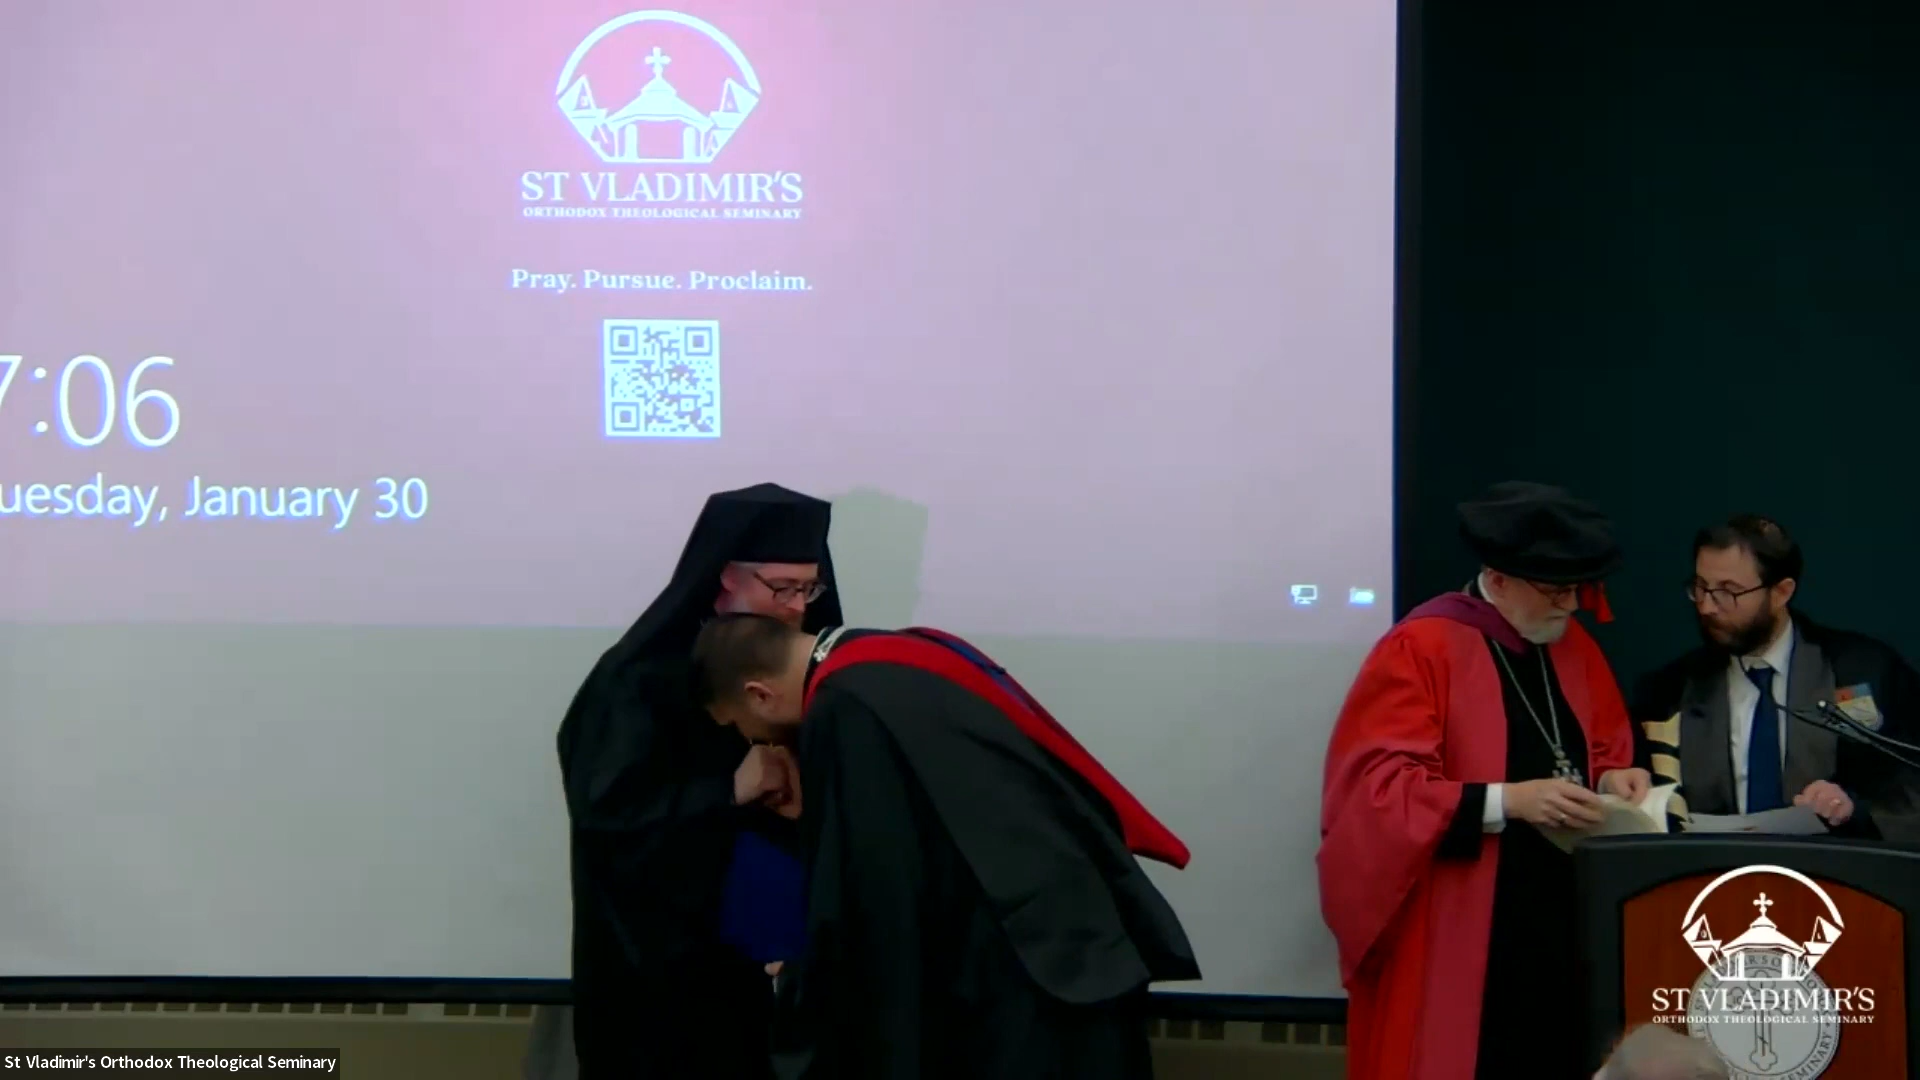 ST VLADIMIR'S
ORTHODOX THEOLOGICAL SEMINARY
Pray. Pursue. Proclaim.
7:06
uesday, January 30
ST VLADIMIR'S
ORTHODOX THEOLOGICAL SEMINARY
St Vladimir's Orthodox Theological Seminary